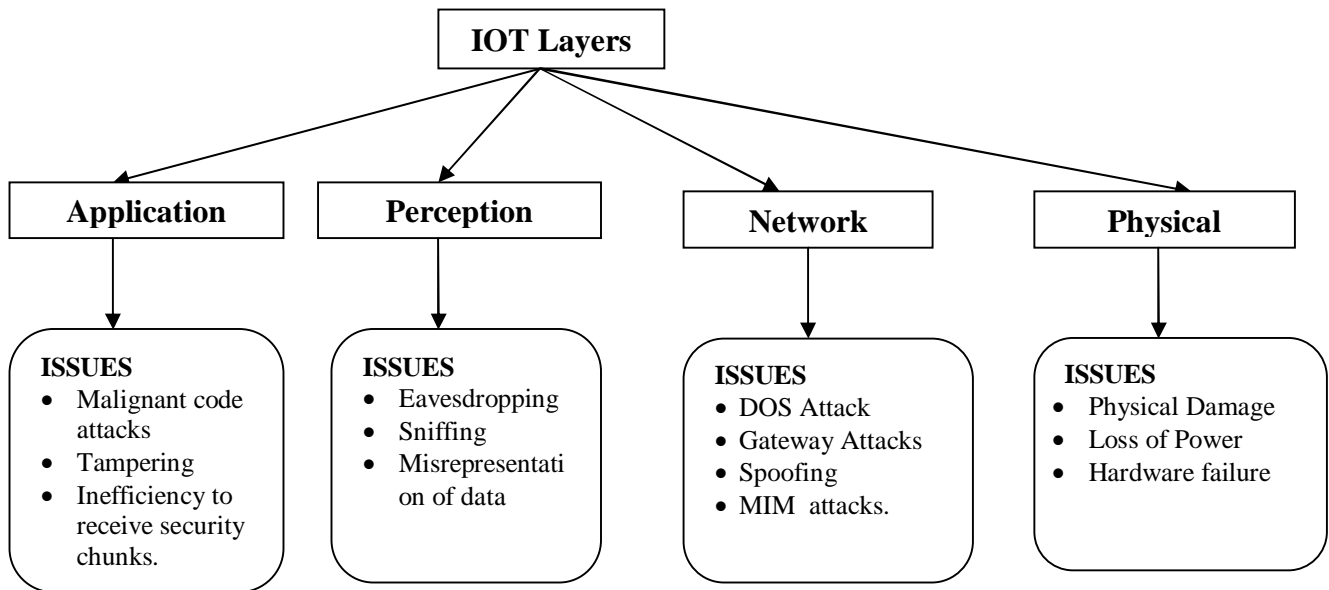 IOT Layers
Application
Perception
Network
Physical
ISSUES
• Malignant code
attacks
• Tampering
• Inefficiency to
receive security
chunks.
ISSUES
• Eavesdropping
• Sniffing
• Misrepresentati
on of data
ISSUES
• DOS Attack
• Gateway Attacks
• Spoofing
• MIM attacks.
ISSUES
• Physical Damage
• Loss of Power
• Hardware failure